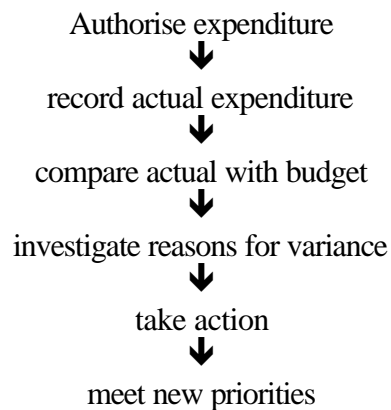 Authorise expenditure
record actual expenditure
compare actual with budget
investigate reasons for variance
take action
meet new priorities